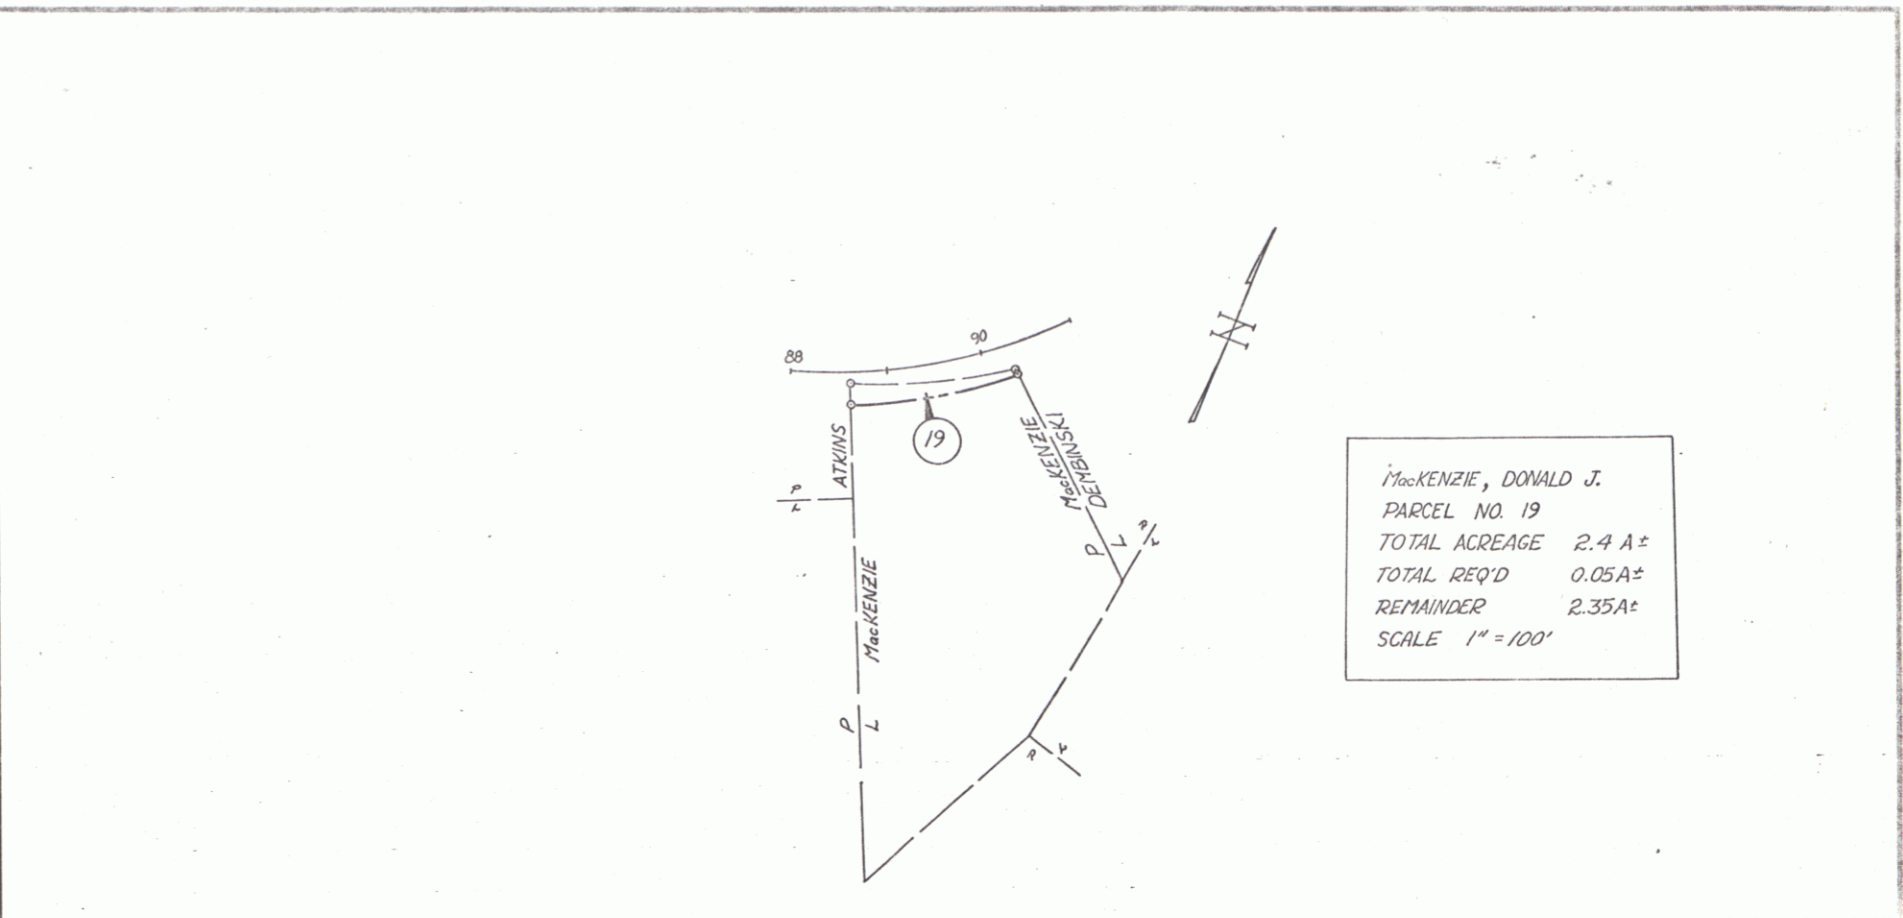 90
88
19
ATKINS
MacKENZIE
DEMBINSKI
P
L
P
L
P
L
MacKENZIE
P
L
P
L
N
MacKENZIE, DONALD J.
PARCEL NO. 19
TOTAL ACREAGE 2.4 A±
TOTAL REQ'D 0.05A±
REMAINDER 2.35A±
SCALE 1" = 100'